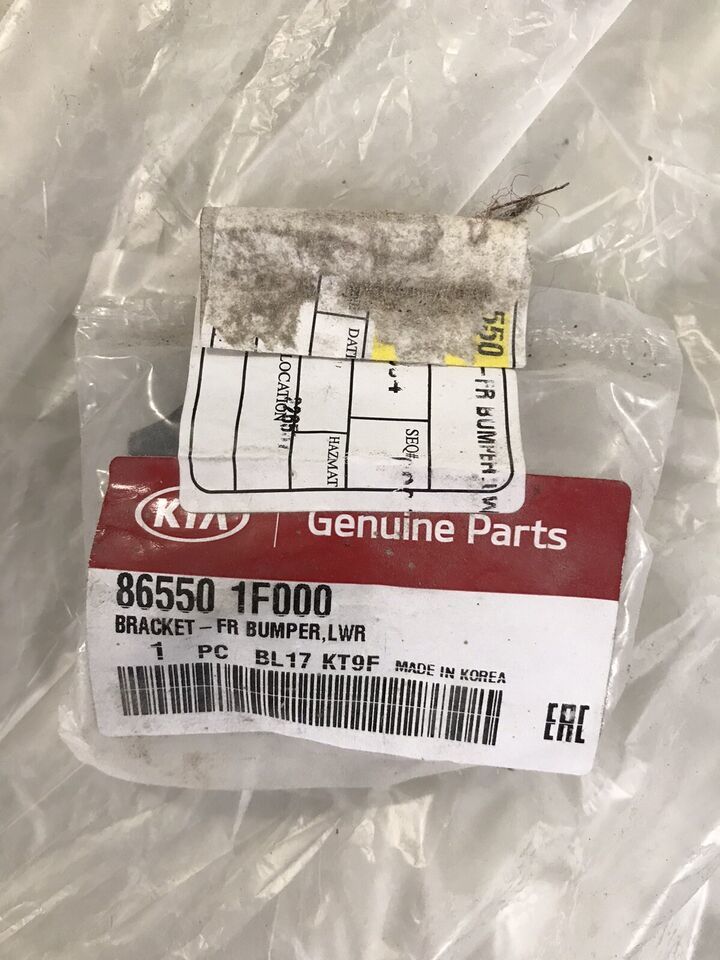 550
-FR BUMPER, LW
DATE
LOCATION
HAZMAT
SEQ#
KIA
Genuine Parts
86550 1F000
BRACKET-FR BUMPER,LWR
1 PC BL17 KT9F MADE IN KOREA
EAC